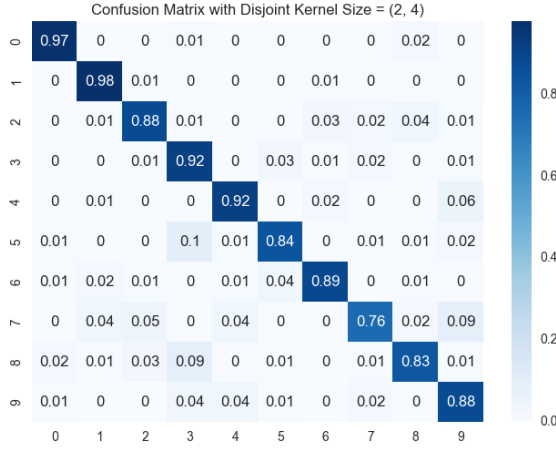 Confusion Matrix with Disjoint Kernel Size = (2, 4)
0 0.97 0 0 0.01 0 0 0 0 0.02 0
1 0 0.98 0.01 0 0 0 0.01 0 0 0
2 0 0.01 0.88 0.01 0 0 0.03 0.02 0.04 0.01
3 0 0 0.01 0.92 0 0.03 0.01 0.02 0 0.01
4 0 0.01 0 0 0.92 0 0.02 0 0 0.06
5 0.01 0 0 0.1 0.01 0.84 0 0.01 0.01 0.02
6 0.01 0.02 0.01 0 0.01 0.04 0.89 0 0.01 0
7 0 0.04 0.05 0 0.04 0 0 0.76 0.02 0.09
8 0.02 0.01 0.03 0.09 0 0.01 0 0.01 0.83 0.01
9 0.01 0 0 0.04 0.04 0.01 0 0.02 0 0.88
0 1 2 3 4 5 6 7 8 9
0.8
0.6
0.4
0.2
0.0